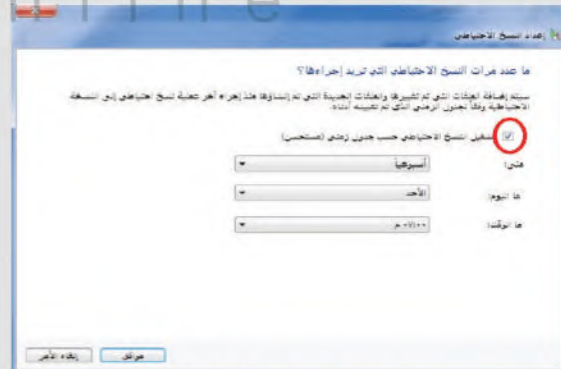 إعداد النسخ الاحتياطي
ما عدد مرات النسخ الاحتياطي التي تريد إجراءها؟
سيتم إضافة الملفات التي تم تغييرها والملفات الجديدة التي تم إنشاؤها منذ إجراء آخر عملية نسخ احتياطي إلى النسخة
الاحتياطية وفقاً لجدول الزمني الذي تم تعيينه أدناه.
تشغيل النسخ الاحتياطي حسب جدول زمني (مستحسن)
متى: أسبوعياً
ما اليوم: الأحد
ما الوقت: ٠٧:٠٠ م
موافق إلغاء الأمر